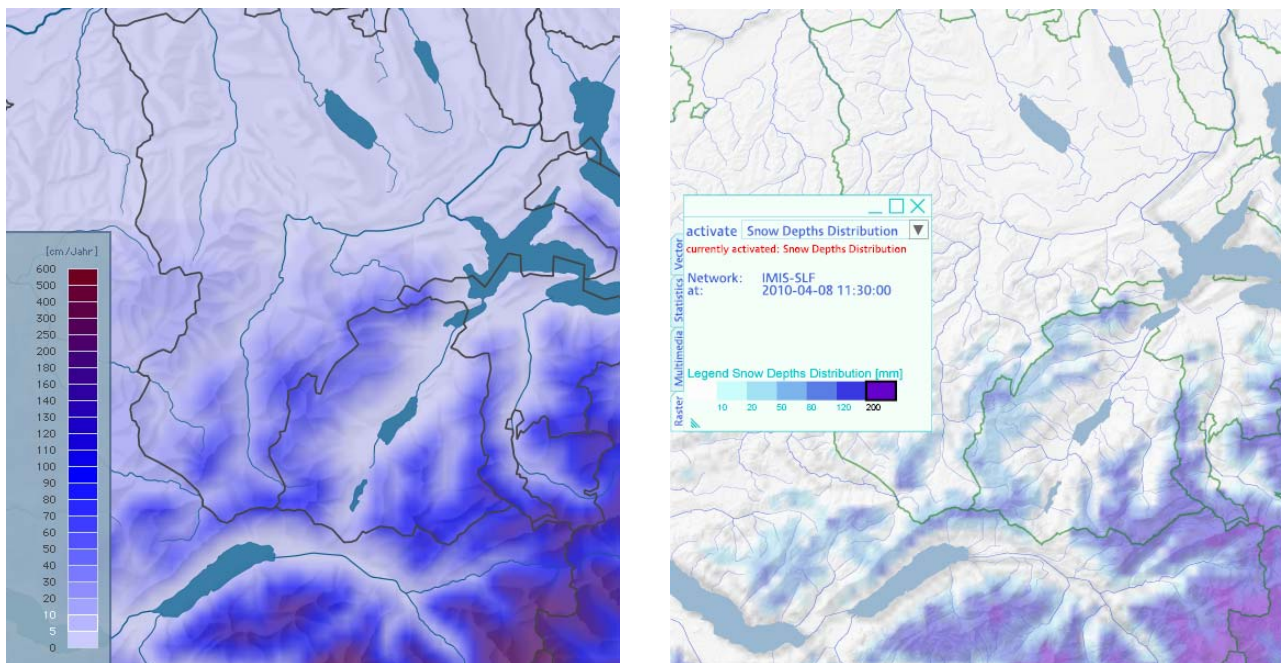 [cm/Jahr]
600
500
400
300
250
200
180
160
140
130
120
110
100
90
80
70
60
50
40
30
20
10
5
0
activate Snow Depths Distribution
currently activated: Snow Depths Distribution
Network: IMIS-SLF
at: 2010-04-08 11:30:00
Vector
Statistics
Multimedia
Raster
Legend Snow Depths Distribution [mm]
10 20 50 80 120 200